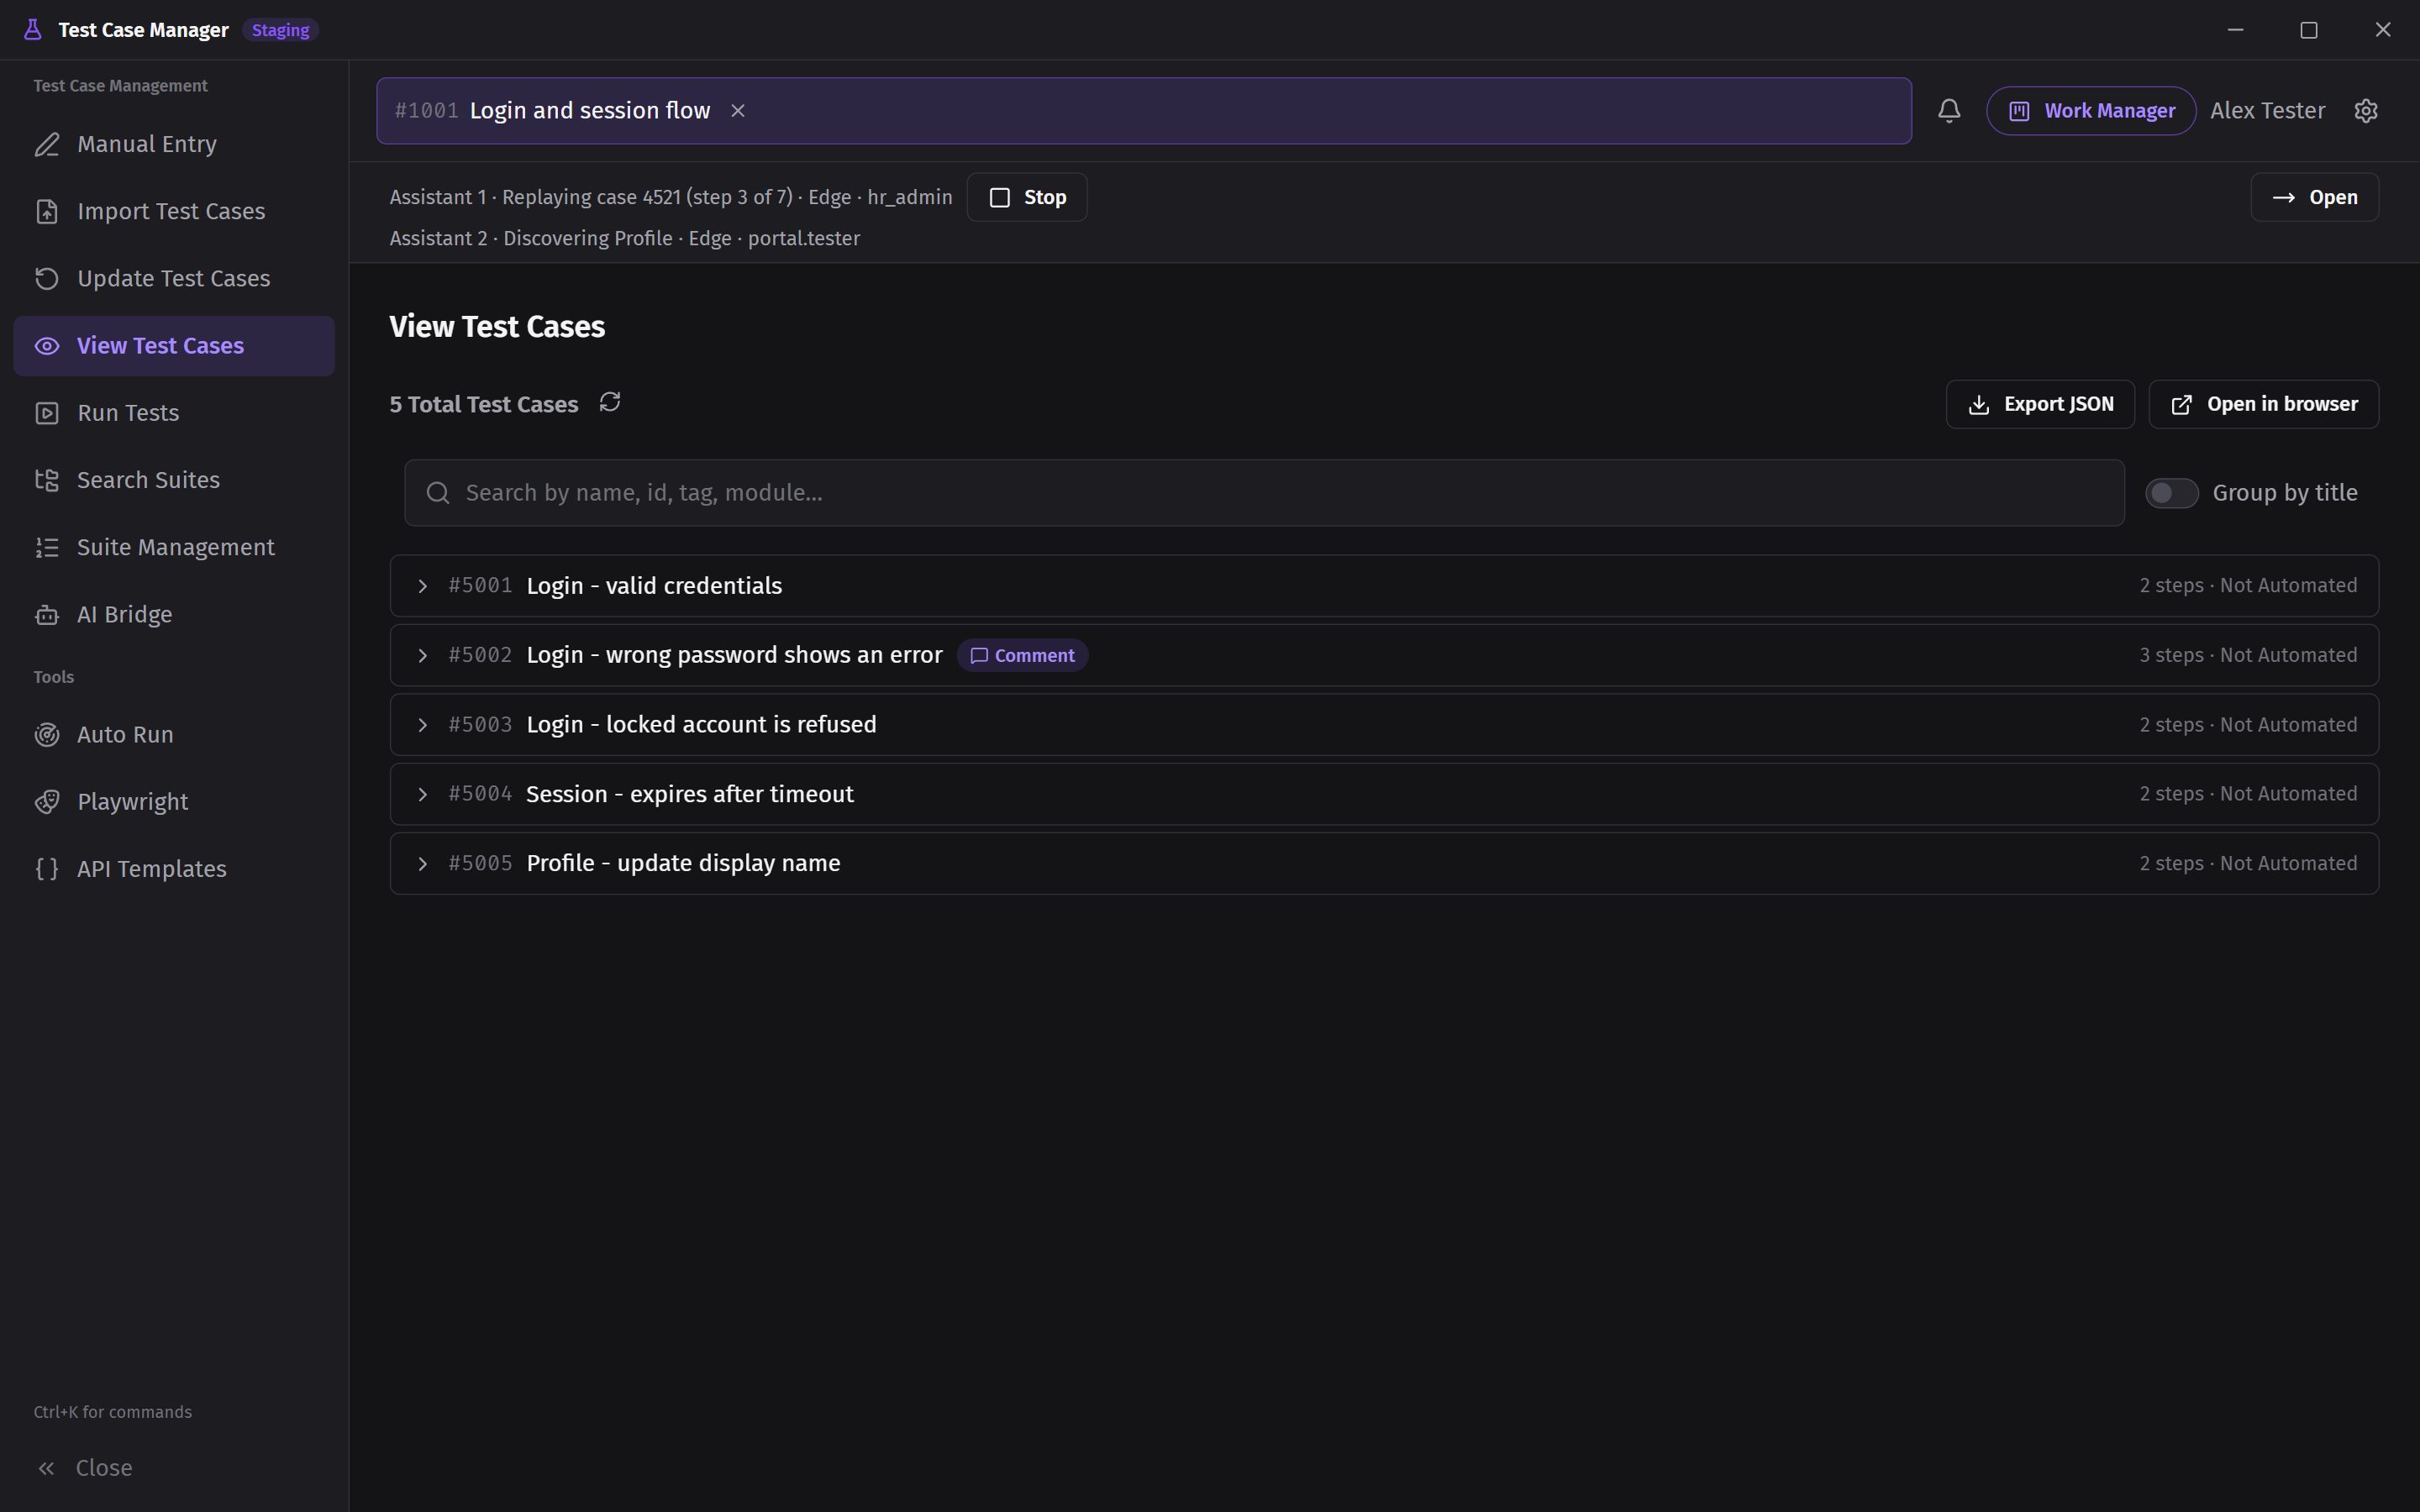 Test Case Manager Staging
Test Case Management
Manual Entry
Import Test Cases
Update Test Cases
View Test Cases
Run Tests
Search Suites
Suite Management
AI Bridge
Tools
Auto Run
Playwright
API Templates
Ctrl+K for commands
Close
#1001 Login and session flow
Work Manager
Alex Tester
Assistant 1 · Replaying case 4521 (step 3 of 7) · Edge · hr_admin Stop Open
Assistant 2 · Discovering Profile · Edge · portal.tester
View Test Cases
5 Total Test Cases Export JSON Open in browser
Search by name, id, tag, module... Group by title
#5001 Login - valid credentials 2 steps · Not Automated
#5002 Login - wrong password shows an error Comment 3 steps · Not Automated
#5003 Login - locked account is refused 2 steps · Not Automated
#5004 Session - expires after timeout 2 steps · Not Automated
#5005 Profile - update display name 2 steps · Not Automated